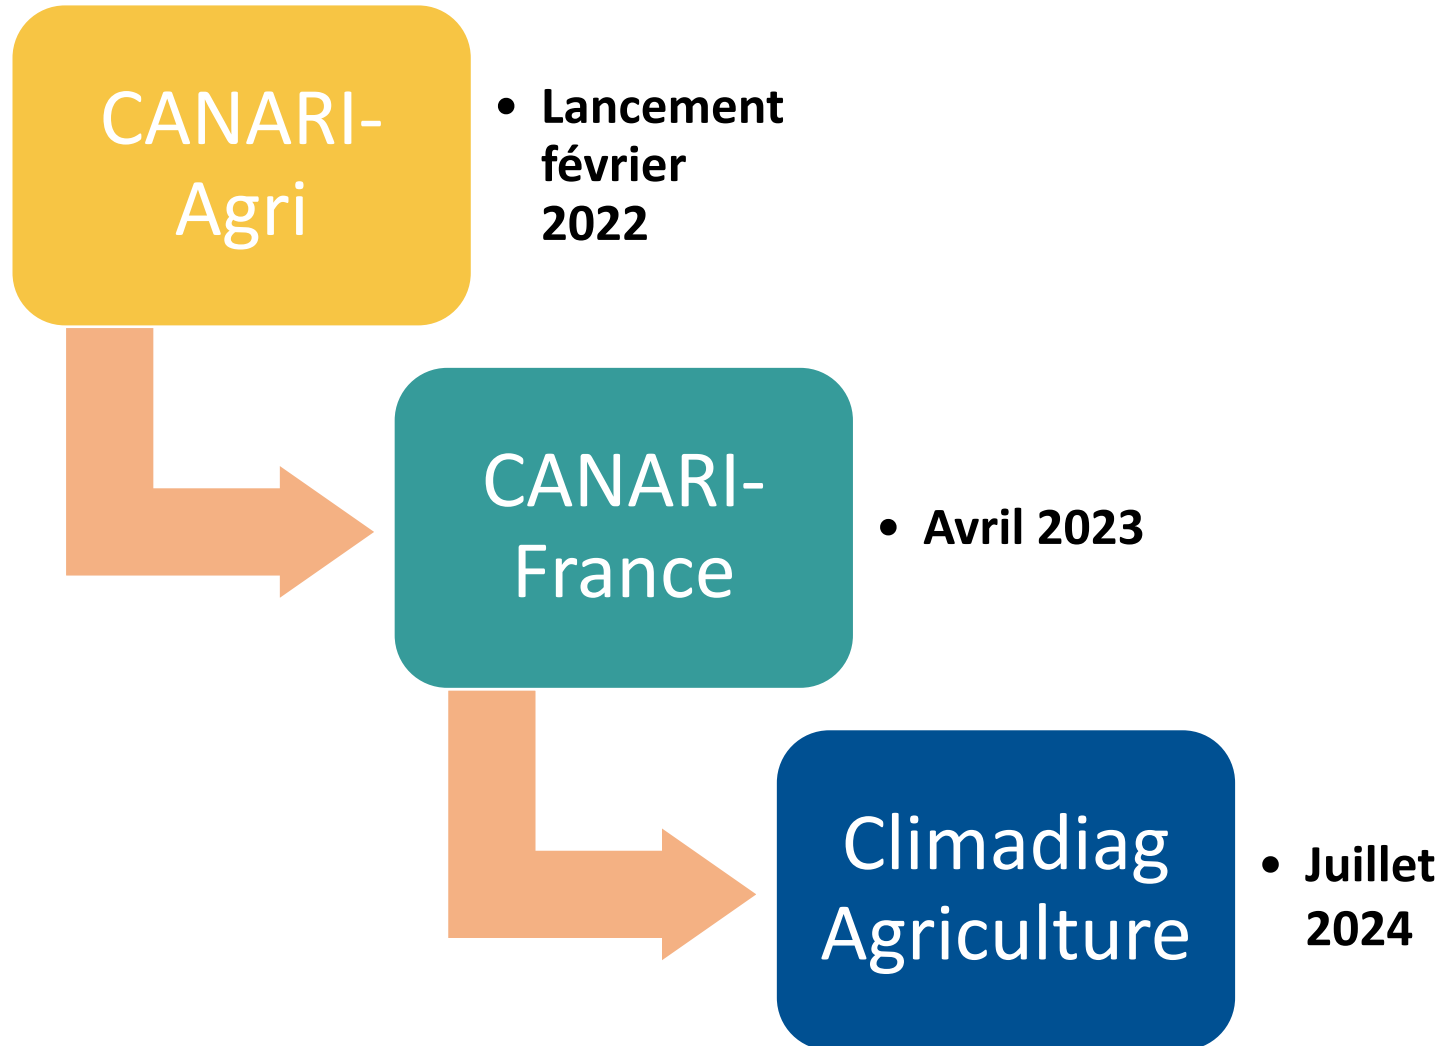 CANARI-
Agri
• Lancement
février
2022
CANARI-
France
• Avril 2023
Climadiag
Agriculture
• Juillet
2024